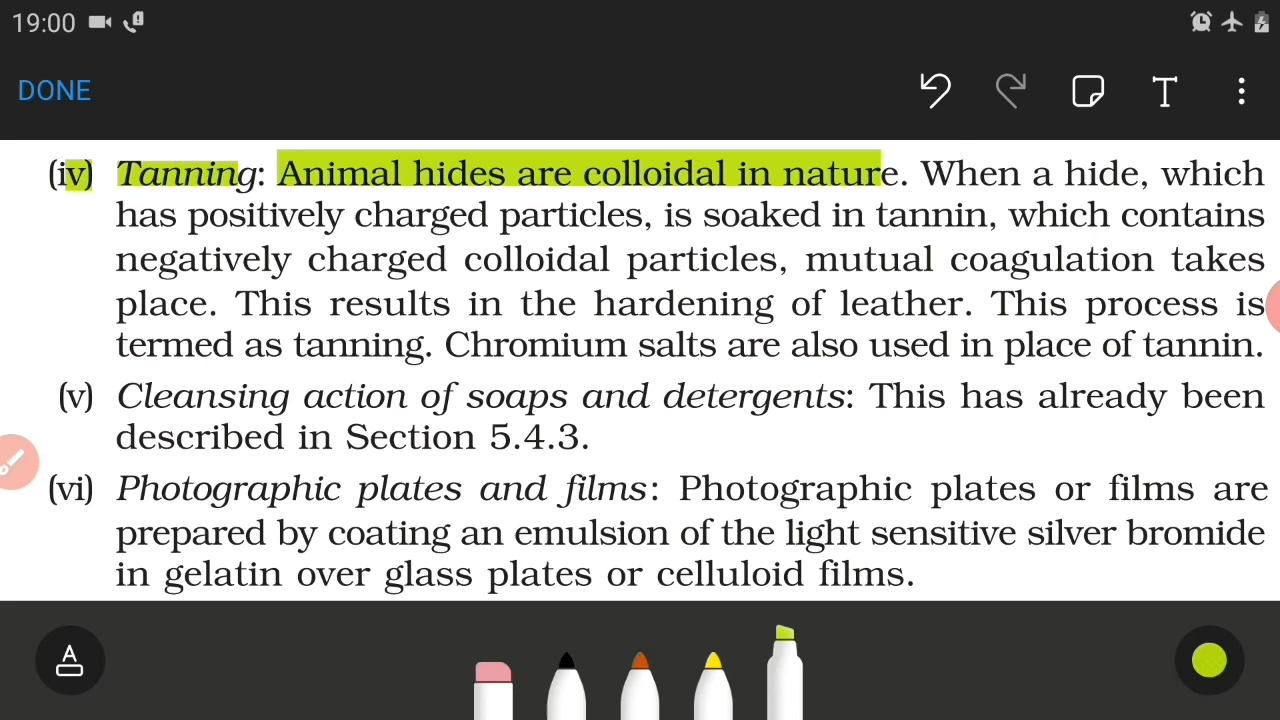 19:00
DONE
T
(iv) Tanning: Animal hides are colloidal in nature. When a hide, which
has positively charged particles, is soaked in tannin, which contains
negatively charged colloidal particles, mutual coagulation takes
place. This results in the hardening of leather. This process is
termed as tanning. Chromium salts are also used in place of tannin.
(v) Cleansing action of soaps and detergents: This has already been
described in Section 5.4.3.
(vi) Photographic plates and films: Photographic plates or films are
prepared by coating an emulsion of the light sensitive silver bromide
in gelatin over glass plates or celluloid films.
A